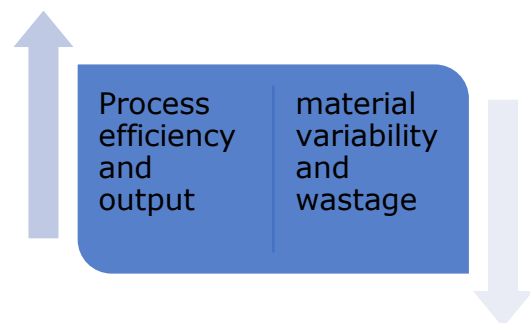 Process
efficiency
and
output
material
variability
and
wastage